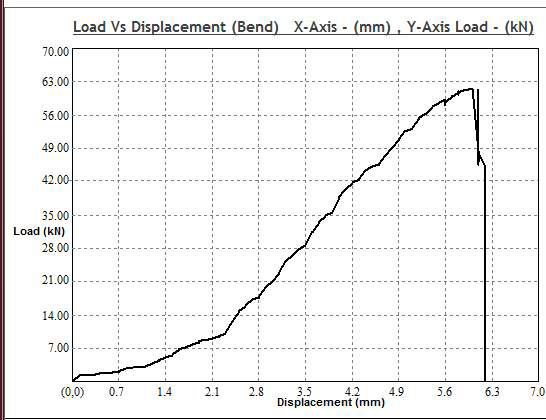 Load Vs Displacement (Bend) X-Axis - (mm) , Y-Axis Load - (kN)
70.00
63.00
56.00
49.00
42.00
35.00
Load (kN)
28.00
21.00
14.00
7.00
(0,0 0.7 1.4 2.1 2.8 3.5 4.2 4.9 5.6 6.3 7.0
Displacement (mm)